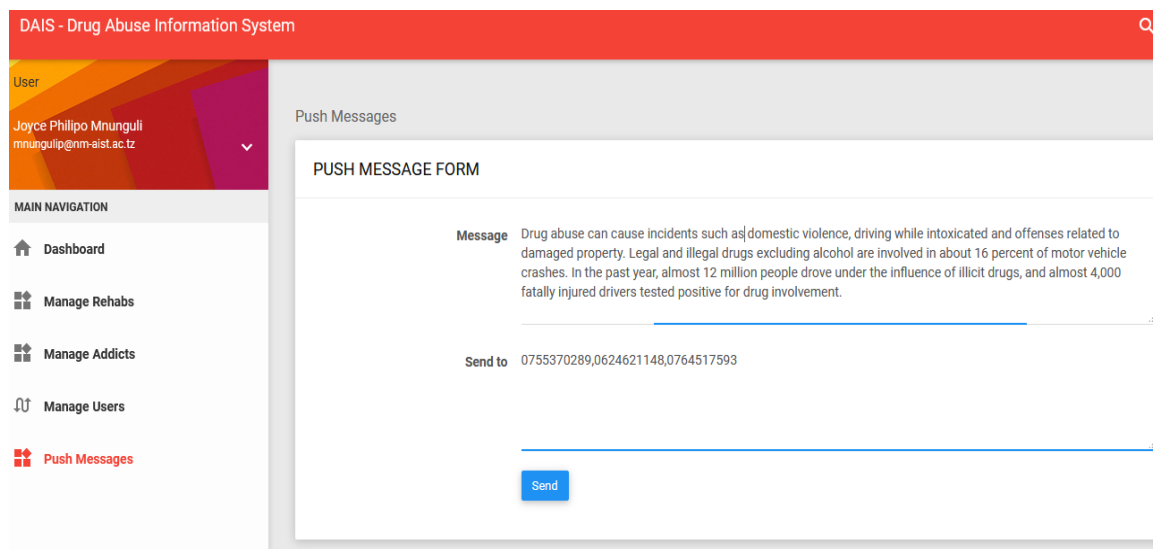 DAIS - Drug Abuse Information System
User
Joyce Philipo Mnunguli
mnungulip@nm-aist.ac.tz
MAIN NAVIGATION
Dashboard
Manage Rehabs
Manage Addicts
Manage Users
Push Messages
Push Messages
PUSH MESSAGE FORM
Message
Drug abuse can cause incidents such as domestic violence, driving while intoxicated and offenses related to
damaged property. Legal and illegal drugs excluding alcohol are involved in about 16 percent of motor vehicle
crashes. In the past year, almost 12 million people drove under the influence of illicit drugs, and almost 4,000
fatally injured drivers tested positive for drug involvement.
Send to
0755370289,0624621148,0764517593
Send